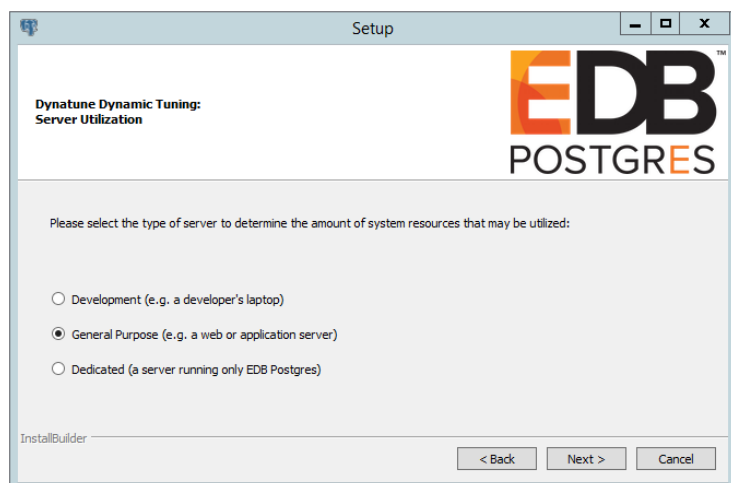 Setup
Dynatune Dynamic Tuning:
Server Utilization
EDB™
POSTGRES
Please select the type of server to determine the amount of system resources that may be utilized:
Development (e.g. a developer's laptop)
General Purpose (e.g. a web or application server)
Dedicated (a server running only EDB Postgres)
InstallBuilder
< Back Next > Cancel